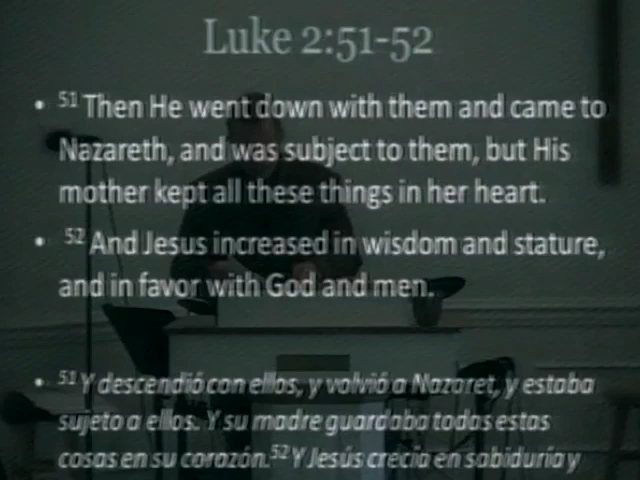 Luke 2:51-52
• 51 Then He went down with them and came to
Nazareth, and was subject to them, but His
mother kept all these things in her heart.
• 52 And Jesus increased in wisdom and stature,
and in favor with God and men.
• 51 Y descendió con ellos, y volvió a Nazaret, y estaba
sujeto a ellos. Y su madre guardaba todas estas
cosas en su corazón. 52 Y Jesús crecía en sabiduría y